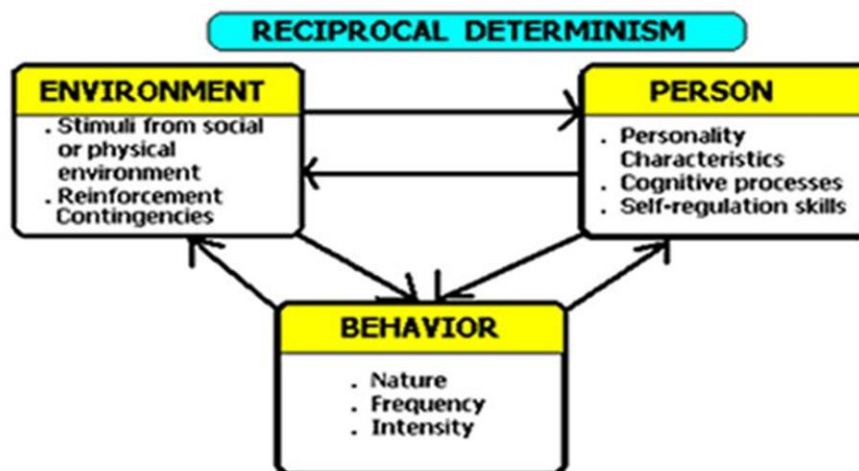 RECIPROCAL DETERMINISM
ENVIRONMENT
. Stimuli from social
or physical
environment
. Reinforcement
Contingencies
PERSON
. Personality
Characteristics
. Cognitive processes
. Self-regulation skills
BEHAVIOR
. Nature
. Frequency
. Intensity